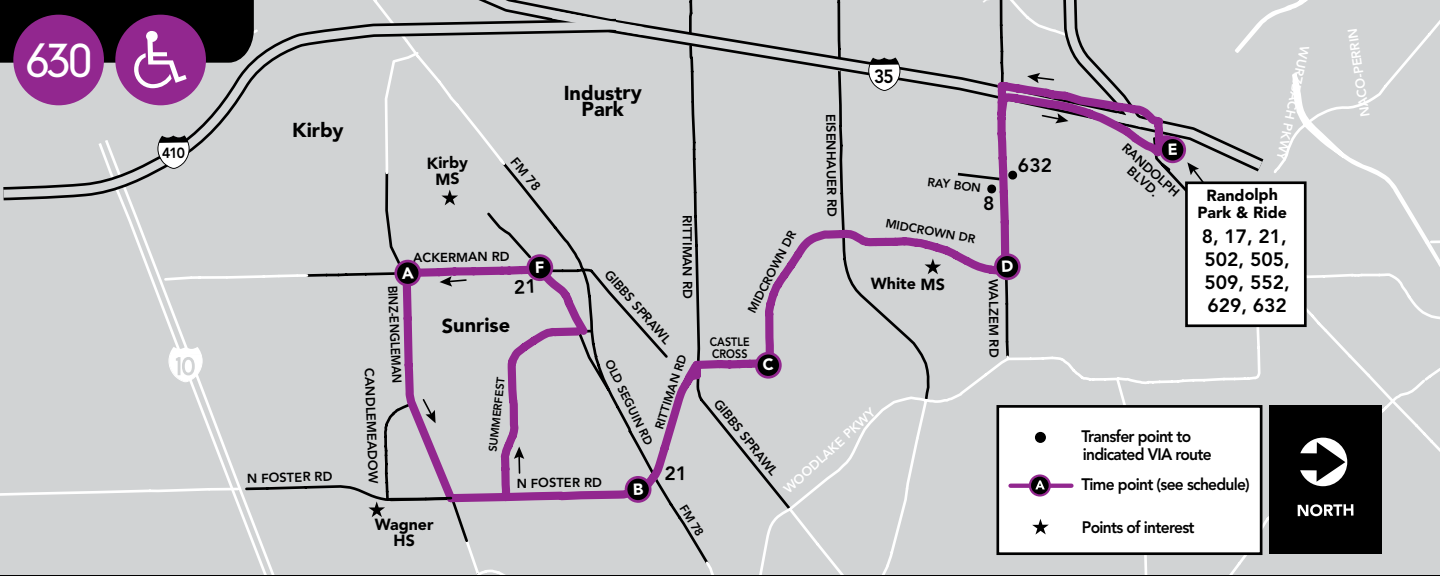 630
410
Kirby
Industry
Park
35
Kirby
MS
FM 78
EISENHAUER RD
RITTIMAN RD
WURZBACH PKWY
NACO-PERRIN
RANDOLPH
BLVD.
E
632
RAY BON
8
Randolph
Park & Ride
8, 17, 21,
502, 505,
509, 552,
629, 632
MIDCROWN DR
MIDCROWN DR
White MS
D
WALZEM RD
A
ACKERMAN RD
F
21
GIBBS SPRAWL
BINZ-ENGLEMAN
Sunrise
10
CANDLEMEADOW
SUMMERFEST
OLD SEGUIN RD
RITTIMAN RD
CASTLE
CROSS
C
GIBBS SPRAWL
WOODLAKE PKWY
N FOSTER RD
N FOSTER RD
B
21
FM 78
Wagner
HS
Transfer point to
indicated VIA route
A
Time point (see schedule)
Points of interest
NORTH